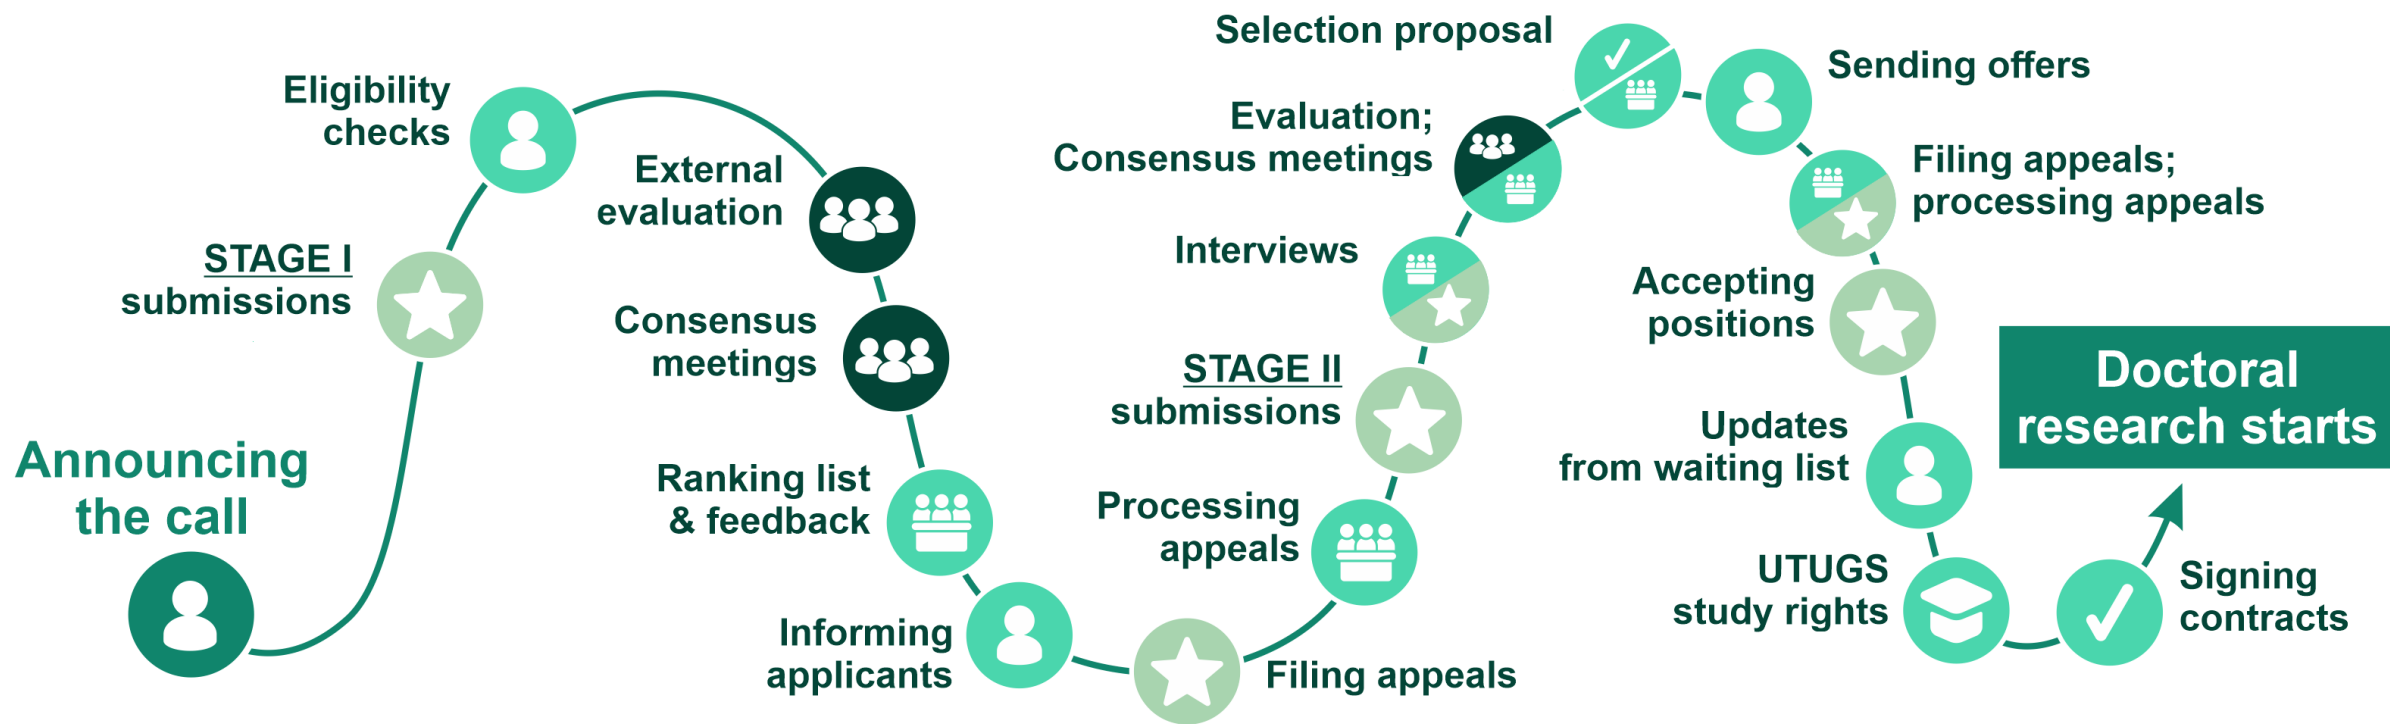 Announcing
the call
STAGE I
submissions
Eligibility
checks
External
evaluation
Consensus
meetings
Ranking list
& feedback
Informing
applicants
Filing appeals
Processing
appeals
STAGE II
submissions
Interviews
Evaluation;
Consensus meetings
Selection proposal
Sending offers
Filing appeals;
processing appeals
Accepting
positions
Updates
from waiting list
UTUGS
study rights
Signing
contracts
Doctoral
research starts